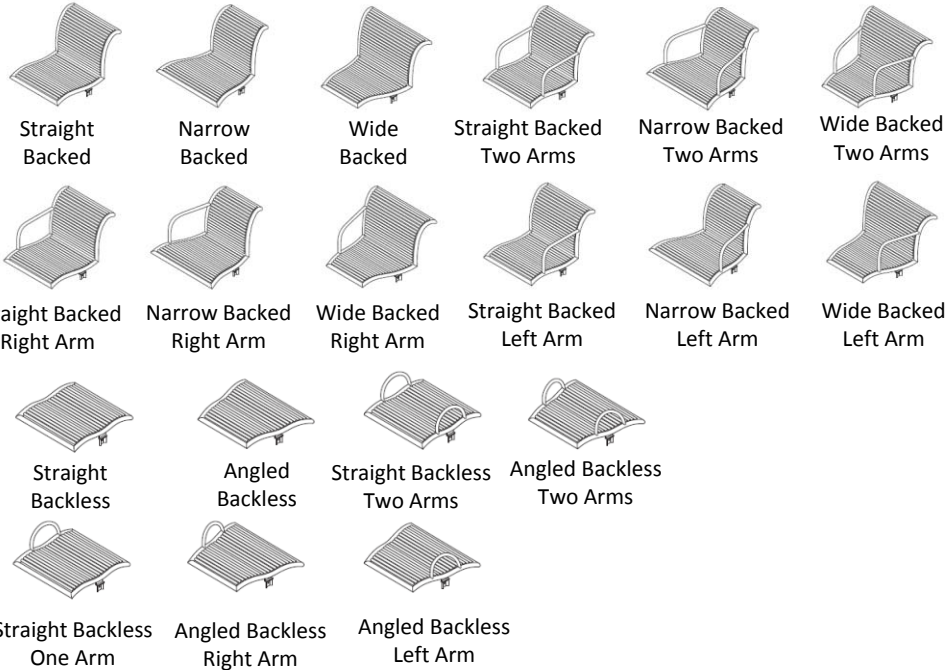 Straight
Backed
Narrow
Backed
Wide
Backed
Straight Backed
Two Arms
Narrow Backed
Two Arms
Wide Backed
Two Arms
aight Backed
Right Arm
Narrow Backed
Right Arm
Wide Backed
Right Arm
Straight Backed
Left Arm
Narrow Backed
Left Arm
Wide Backed
Left Arm
Straight
Backless
Angled
Backless
Straight Backless
Two Arms
Angled Backless
Two Arms
Straight Backless
One Arm
Angled Backless
Right Arm
Angled Backless
Left Arm